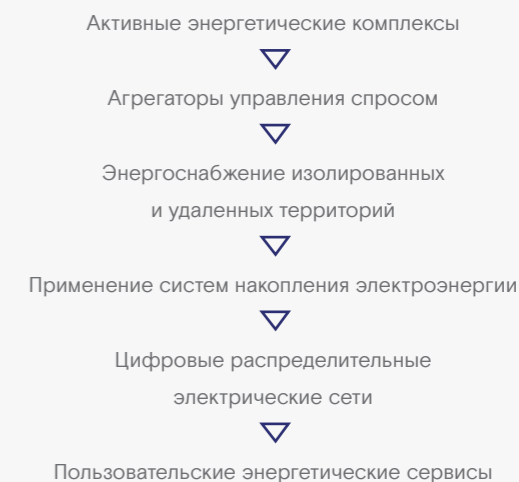 Активные энергетические комплексы
Агрегаторы управления спросом
Энергоснабжение изолированных
и удаленных территорий
Применение систем накопления электроэнергии
Цифровые распределительные
электрические сети
Пользовательские энергетические сервисы